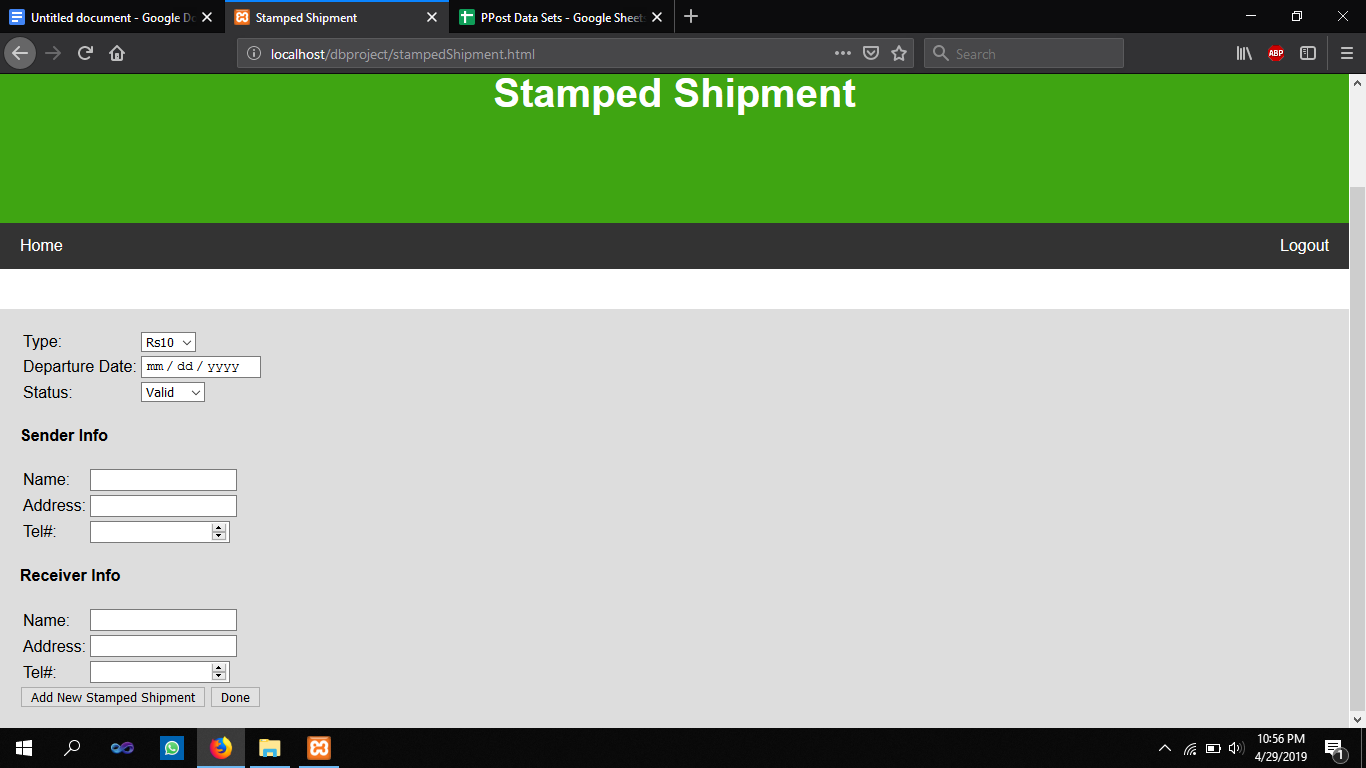 Untitled document - Google Do
Stamped Shipment
PPost Data Sets - Google Sheets
localhost/dbproject/stampedShipment.html
Search
ABP
Stamped Shipment
Home
Logout
Type: Rs10
Departure Date: mm / dd / yyyy
Status: Valid
Sender Info
Name:
Address:
Tel#:
Receiver Info
Name:
Address:
Tel#:
Add New Stamped Shipment Done
10:56 PM
4/29/2019
1